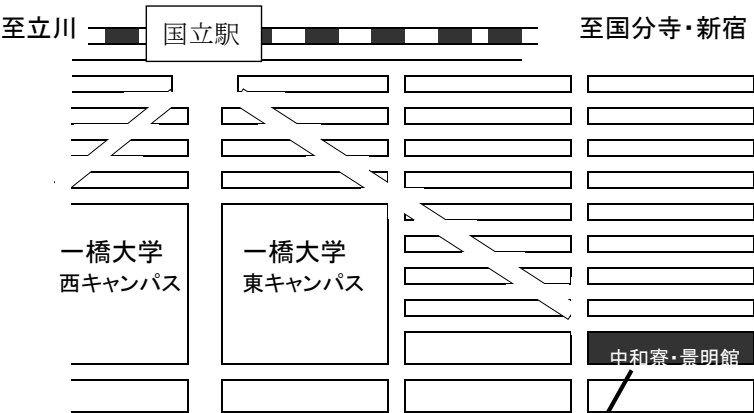 至立川
国立駅
至国分寺・新宿
一橋大学
西キャンパス
一橋大学
東キャンパス
中和寮・景明館